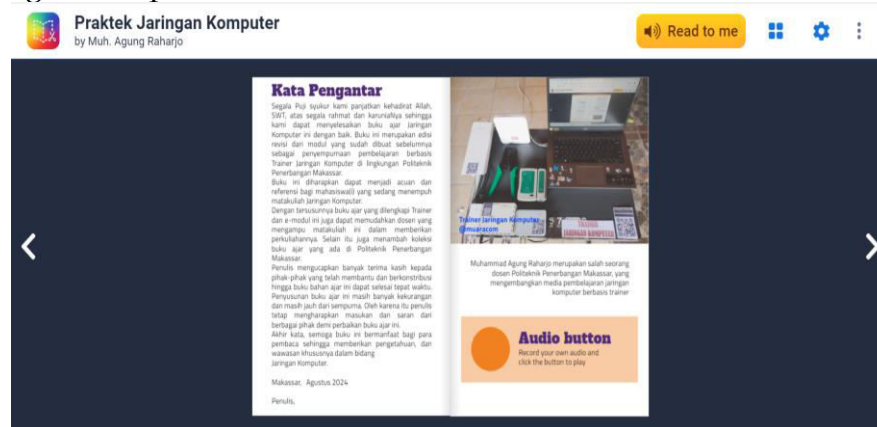 Praktek Jaringan Komputer
by Muh. Agung Raharjo
Read to me
Kata Pengantar
Segala Puji syukur kami panjatkan kehadirat Allah,
SWT, atas segala rahmat dan karuniaNya sehingga
kami dapat menyelesaikan buku ajar Jaringan
Komputer ini dengan baik. Buku ini merupakan edisi
revisi dari modul yang sudah dibuat sebelumnya
sebagai penyempurnaan pembelajaran berbasis
Trainer Jaringan Komputer di lingkungan Politeknik
Penerbangan Makassar.
Buku ini diharapkan dapat menjadi acuan dan
referensi bagi mahasiswa(i) yang sedang menempuh
matakuliah Jaringan Komputer.
Dengan tersusunnya buku ajar yang dilengkapi Trainer
dan e-modul ini juga dapat memudahkan dosen yang
mengampu matakuliah ini dalam memberikan
perkuliahannya. Selain itu juga menambah koleksi
buku ajar yang ada di Politeknik Penerbangan
Makassar.
Penulis mengucapkan banyak terima kasih kepada
pihak-pihak yang telah membantu dan berkonstribusi
hingga buku bahan ajar ini dapat selesai tepat waktu.
Penyusunan buku ajar ini masih banyak kekurangan
dan masih jauh dari sempurna. Oleh karena itu penulis
tetap mengharapkan masukan dan saran dari
berbagai pihak demi perbaikan buku ajar ini.
Akhir kata, semoga buku ini bermanfaat bagi para
pembaca sehingga memberikan pengetahuan, dan
wawasan khususnya dalam bidang
Jaringan Komputer.
Makassar, Agustus 2024
Penulis,
Trainer Jaringan Komputer
@muaracom
TRAINER
JARINGAN KOMPUTER
Muhammad Agung Raharjo merupakan salah seorang
dosen Politeknik Penerbangan Makassar, yang
mengembangkan media pembelajaran jaringan
komputer berbasis trainer
Audio button
Record your own audio and
click the button to play